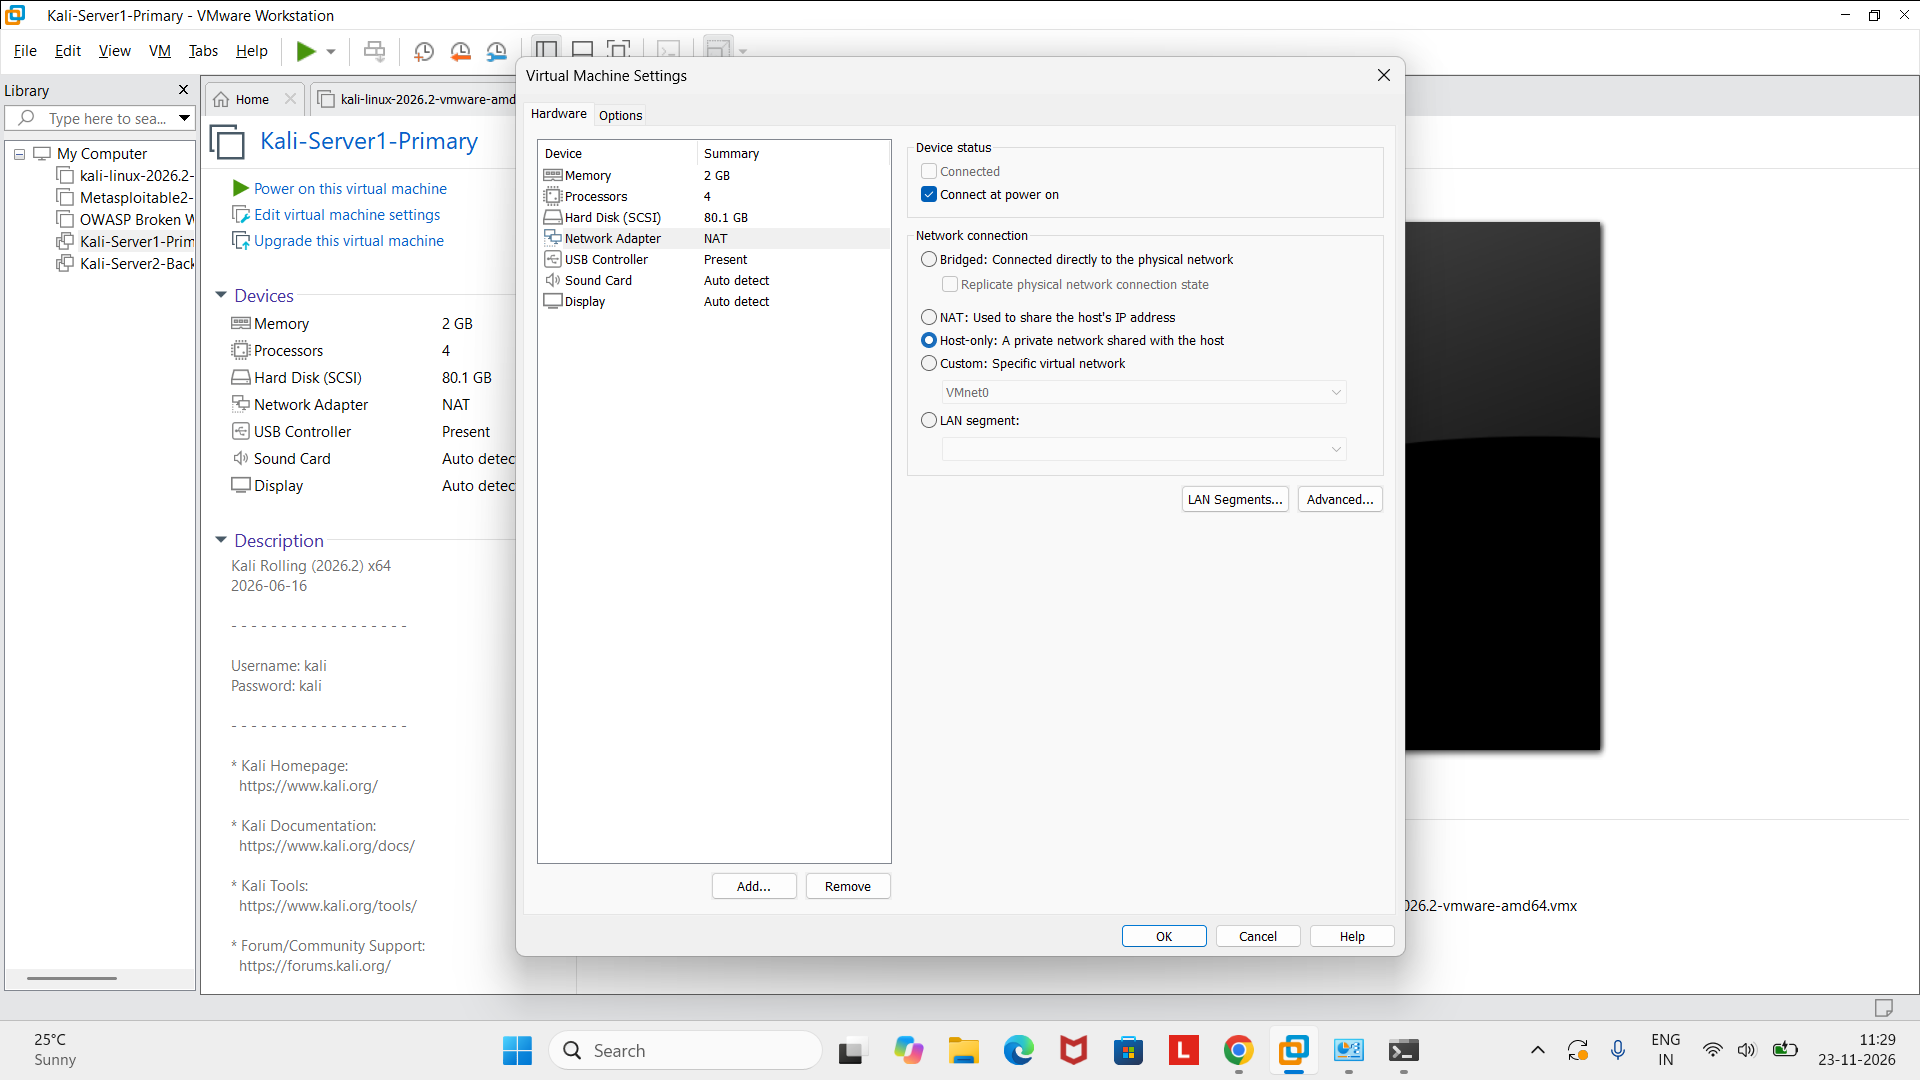 Kali-Server1-Primary - VMware Workstation
File Edit View VM Tabs Help
Library
Type here to sea...
My Computer
kali-linux-2026.2-
Metasploitable2-
OWASP Broken W
Kali-Server1-Prim
Kali-Server2-Back
Home
kali-linux-2026.2-vmware-amd
Kali-Server1-Primary
Power on this virtual machine
Edit virtual machine settings
Upgrade this virtual machine
Devices
Memory 2 GB
Processors 4
Hard Disk (SCSI) 80.1 GB
Network Adapter NAT
USB Controller Present
Sound Card Auto detec
Display Auto detec
Description
Kali Rolling (2026.2) x64
2026-06-16
- - - - - - - - - - - - - - - - - -
Username: kali
Password: kali
- - - - - - - - - - - - - - - - - -
* Kali Homepage:
https://www.kali.org/
* Kali Documentation:
https://www.kali.org/docs/
* Kali Tools:
https://www.kali.org/tools/
* Forum/Community Support:
https://forums.kali.org/
Virtual Machine Settings
Hardware Options
Device Summary
Memory 2 GB
Processors 4
Hard Disk (SCSI) 80.1 GB
Network Adapter NAT
USB Controller Present
Sound Card Auto detect
Display Auto detect
Add... Remove
Device status
Connected
Connect at power on
Network connection
Bridged: Connected directly to the physical network
Replicate physical network connection state
NAT: Used to share the host's IP address
Host-only: A private network shared with the host
Custom: Specific virtual network
VMnet0
LAN segment:
LAN Segments... Advanced...
OK Cancel Help
026.2-vmware-amd64.vmx
25°C
Sunny
Search
L
ENG
IN
11:29
23-11-2026